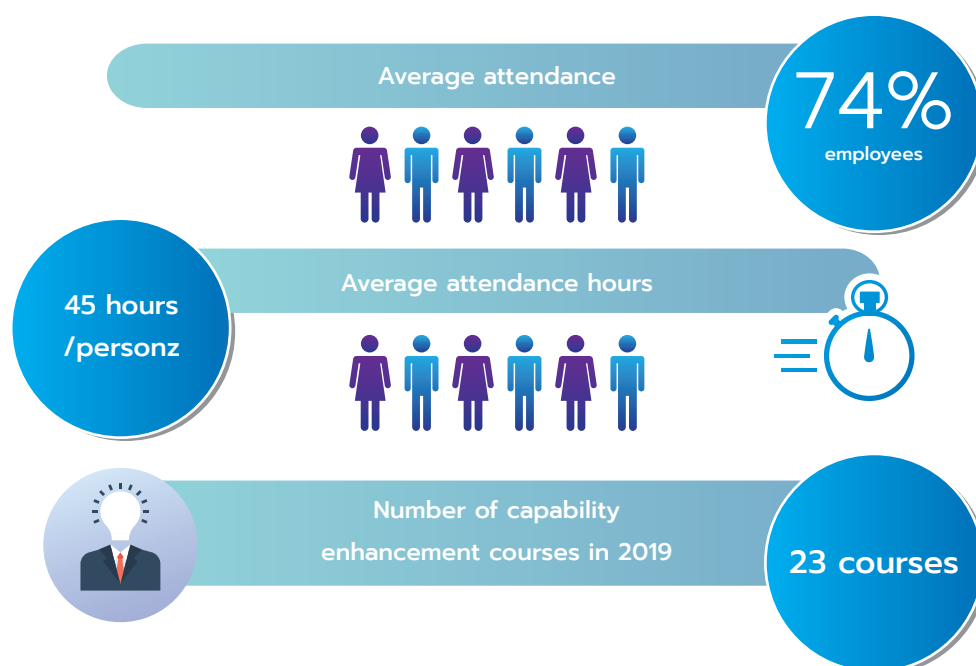 Average attendance
74%
employees
Average attendance hours
45 hours
/personz
Number of capability
enhancement courses in 2019
23 courses